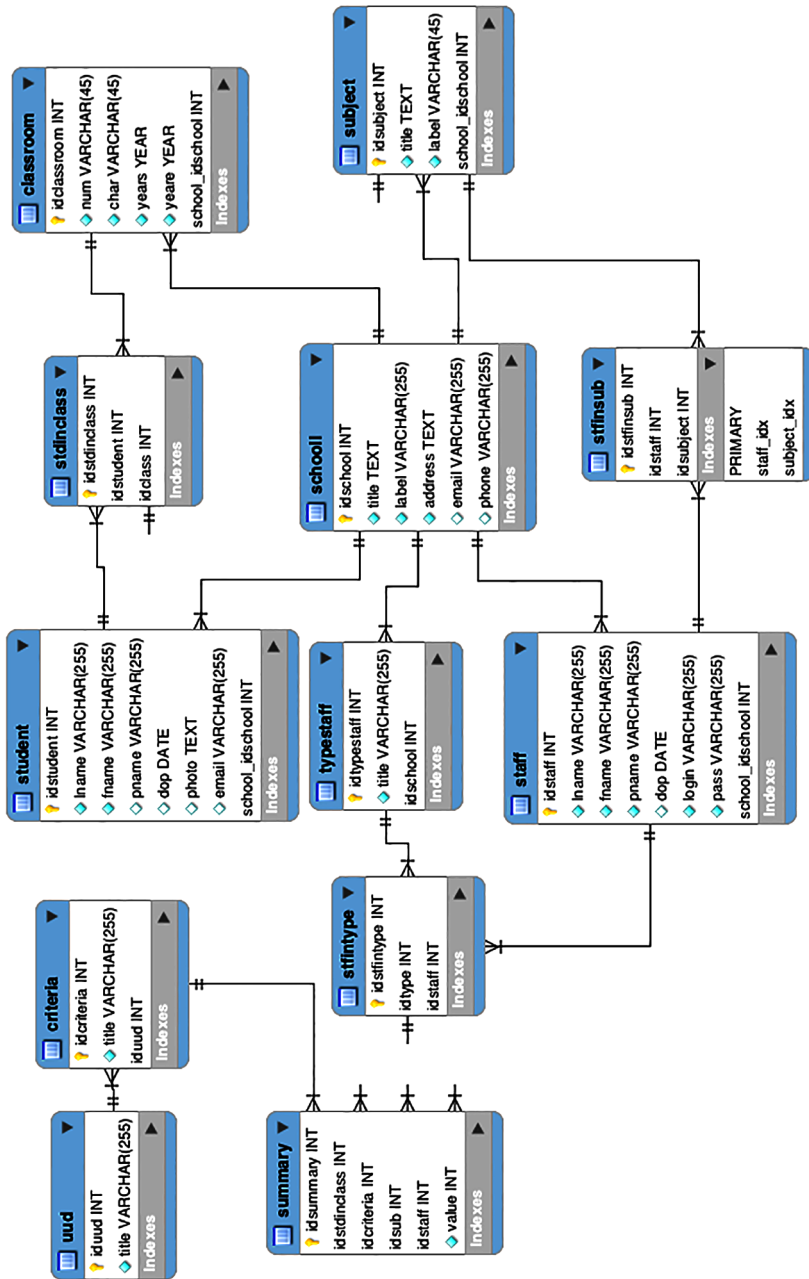 uud
iduud INT
title VARCHAR(255)
Indexes
criteria
idcriteria INT
title VARCHAR(255)
iduud INT
Indexes
student
idstudent INT
lname VARCHAR(255)
fname VARCHAR(255)
pname VARCHAR(255)
dop DATE
photo TEXT
email VARCHAR(255)
school_idschool INT
Indexes
stdinclass
idstdinclass INT
idstudent INT
idclass INT
Indexes
classroom
idclassroom INT
num VARCHAR(45)
char VARCHAR(45)
years YEAR
yeare YEAR
school_idschool INT
Indexes
summary
idsummary INT
idstdinclass INT
idcriteria INT
idsub INT
idstaff INT
value INT
Indexes
stfintype
idstfintype INT
idtype INT
idstaff INT
Indexes
typestaff
idtypestaff INT
title VARCHAR(255)
idschool INT
Indexes
schooll
idschool INT
title TEXT
label VARCHAR(255)
address TEXT
email VARCHAR(255)
phone VARCHAR(255)
Indexes
subject
idsubject INT
title TEXT
label VARCHAR(45)
school_idschool INT
Indexes
staff
idstaff INT
lname VARCHAR(255)
fname VARCHAR(255)
pname VARCHAR(255)
dop DATE
login VARCHAR(255)
pass VARCHAR(255)
school_idschool INT
Indexes
stfinsub
idstfinsub INT
idstaff INT
idsubject INT
Indexes
PRIMARY
staff_idx
subject_idx